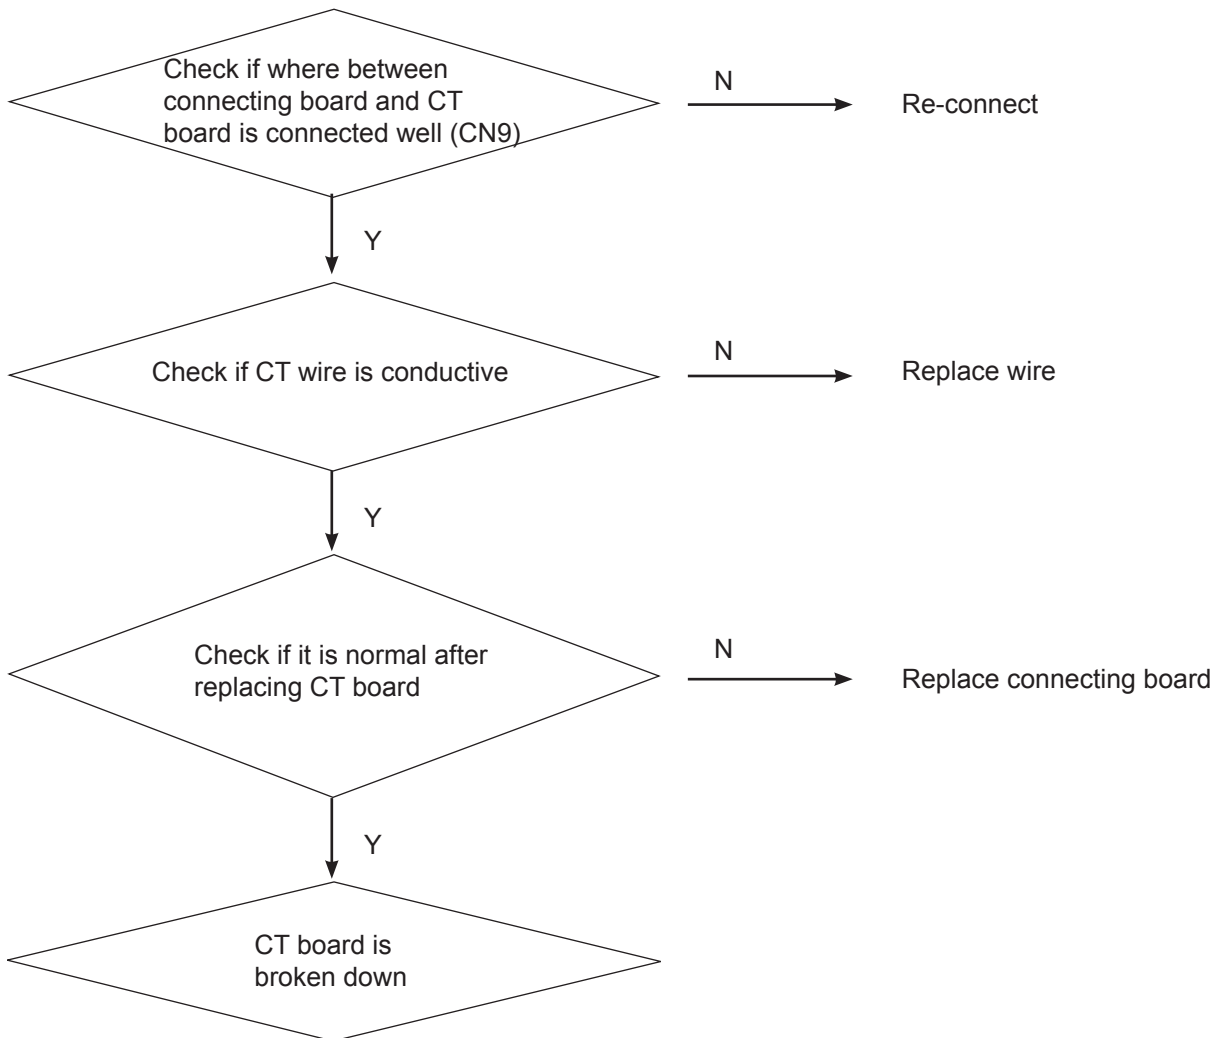 Check if where between
connecting board and CT
board is connected well (CN9)
N
Re-connect
Y
Check if CT wire is conductive
N
Replace wire
Y
Check if it is normal after
replacing CT board
N
Replace connecting board
Y
CT board is
broken down